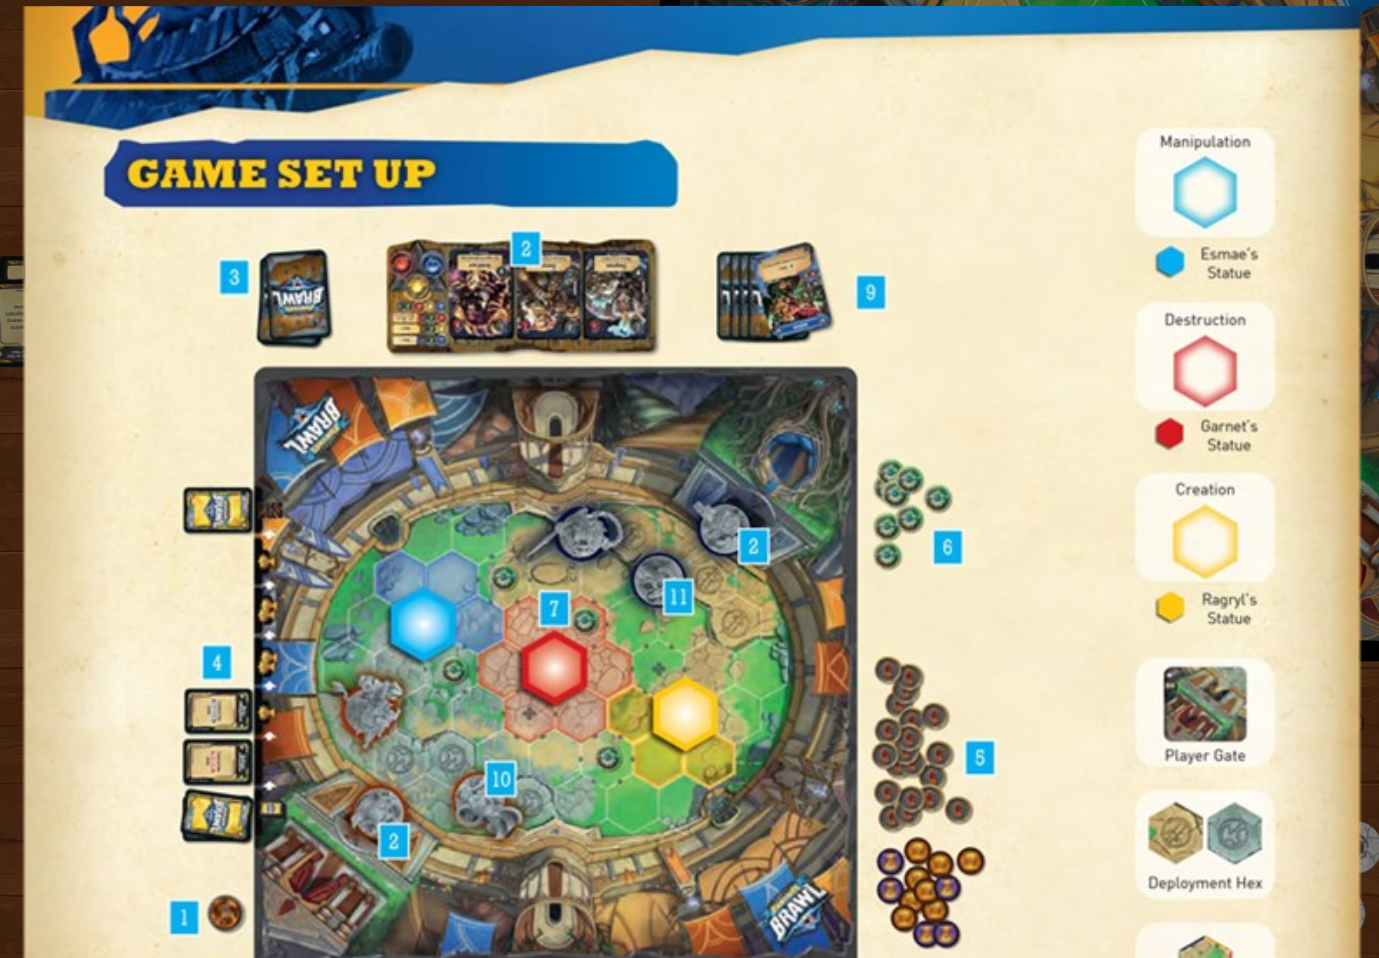 GAME SET UP
3
2
9
BRAWL
BRAWL
4
7
11
2
10
2
1
6
5
BRAWL
Manipulation
Esmae's
Statue
Destruction
Garnet's
Statue
Creation
Ragryl's
Statue
Player Gate
Deployment Hex